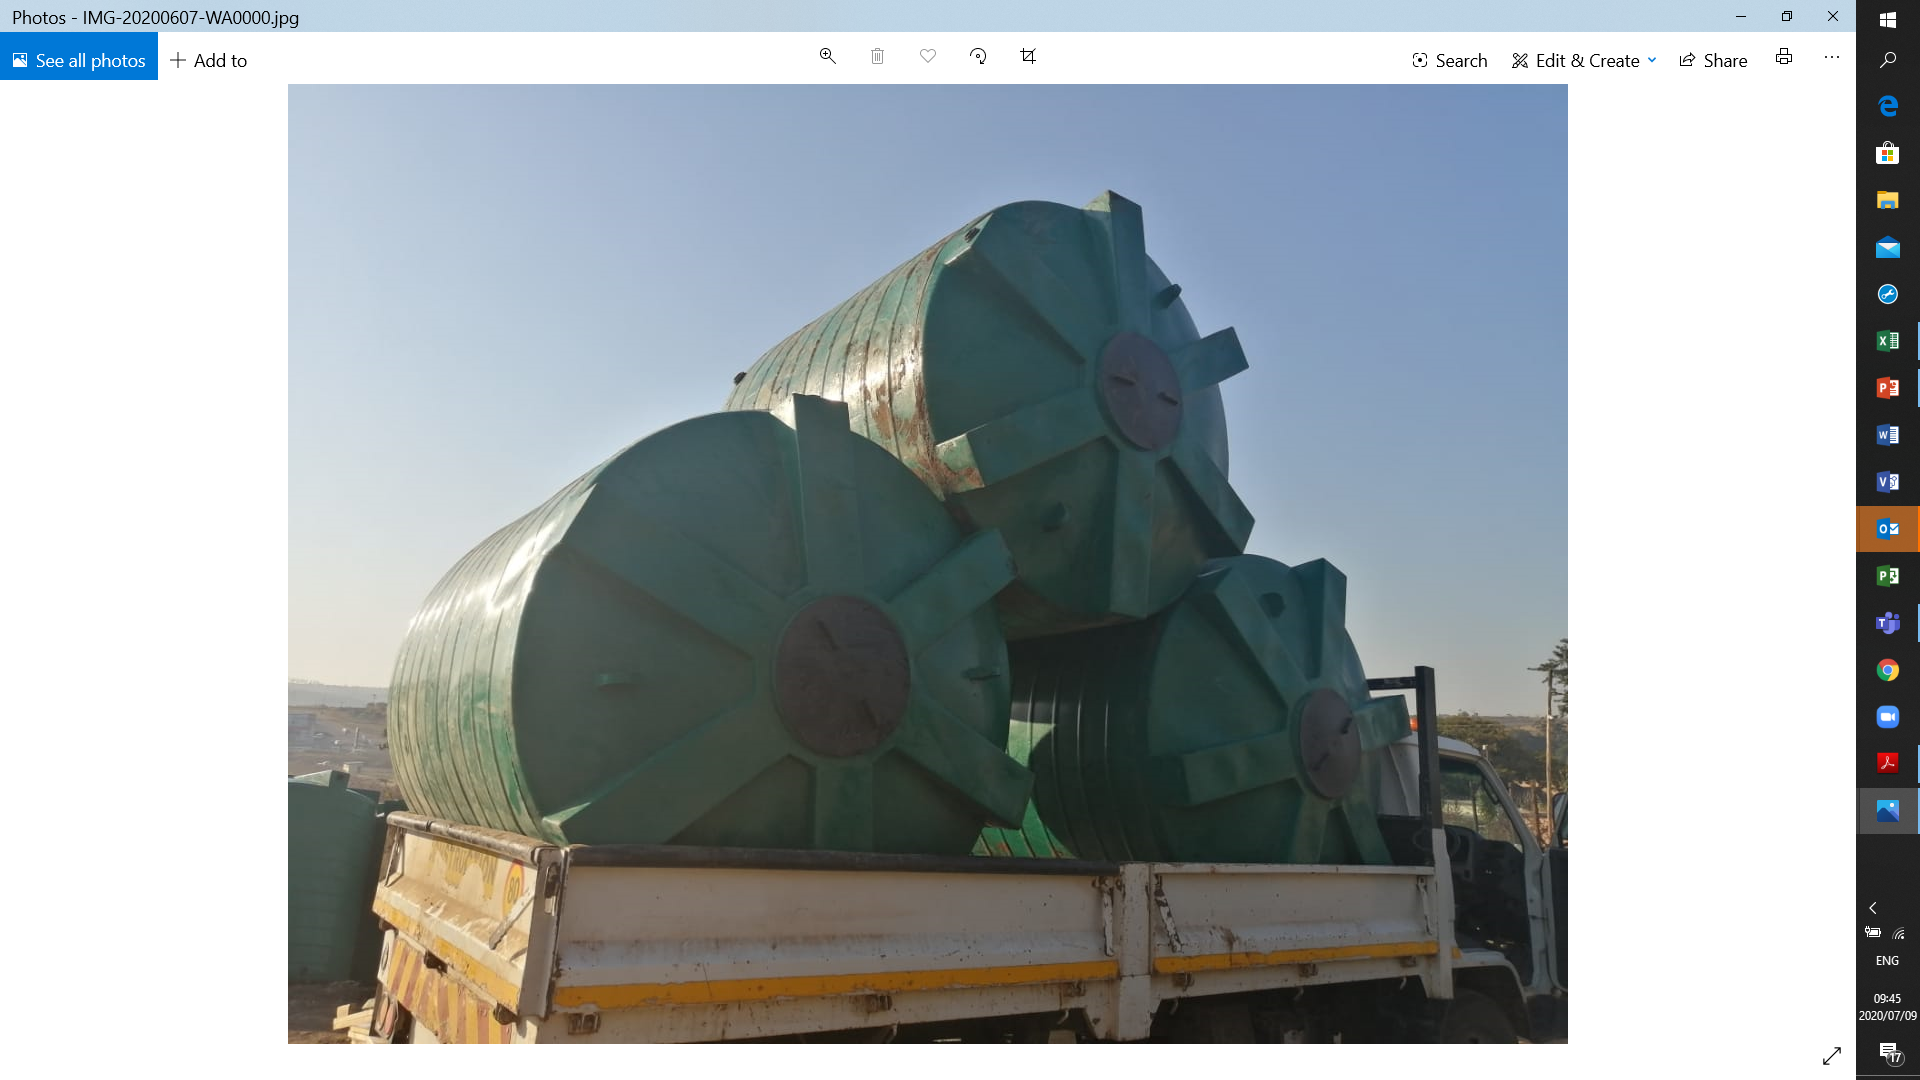 Photos - IMG-20200607-WA0000.jpg
See all photos
Add to
Search
Edit & Create
Share
80
ENG
09:45
2020/07/09
17